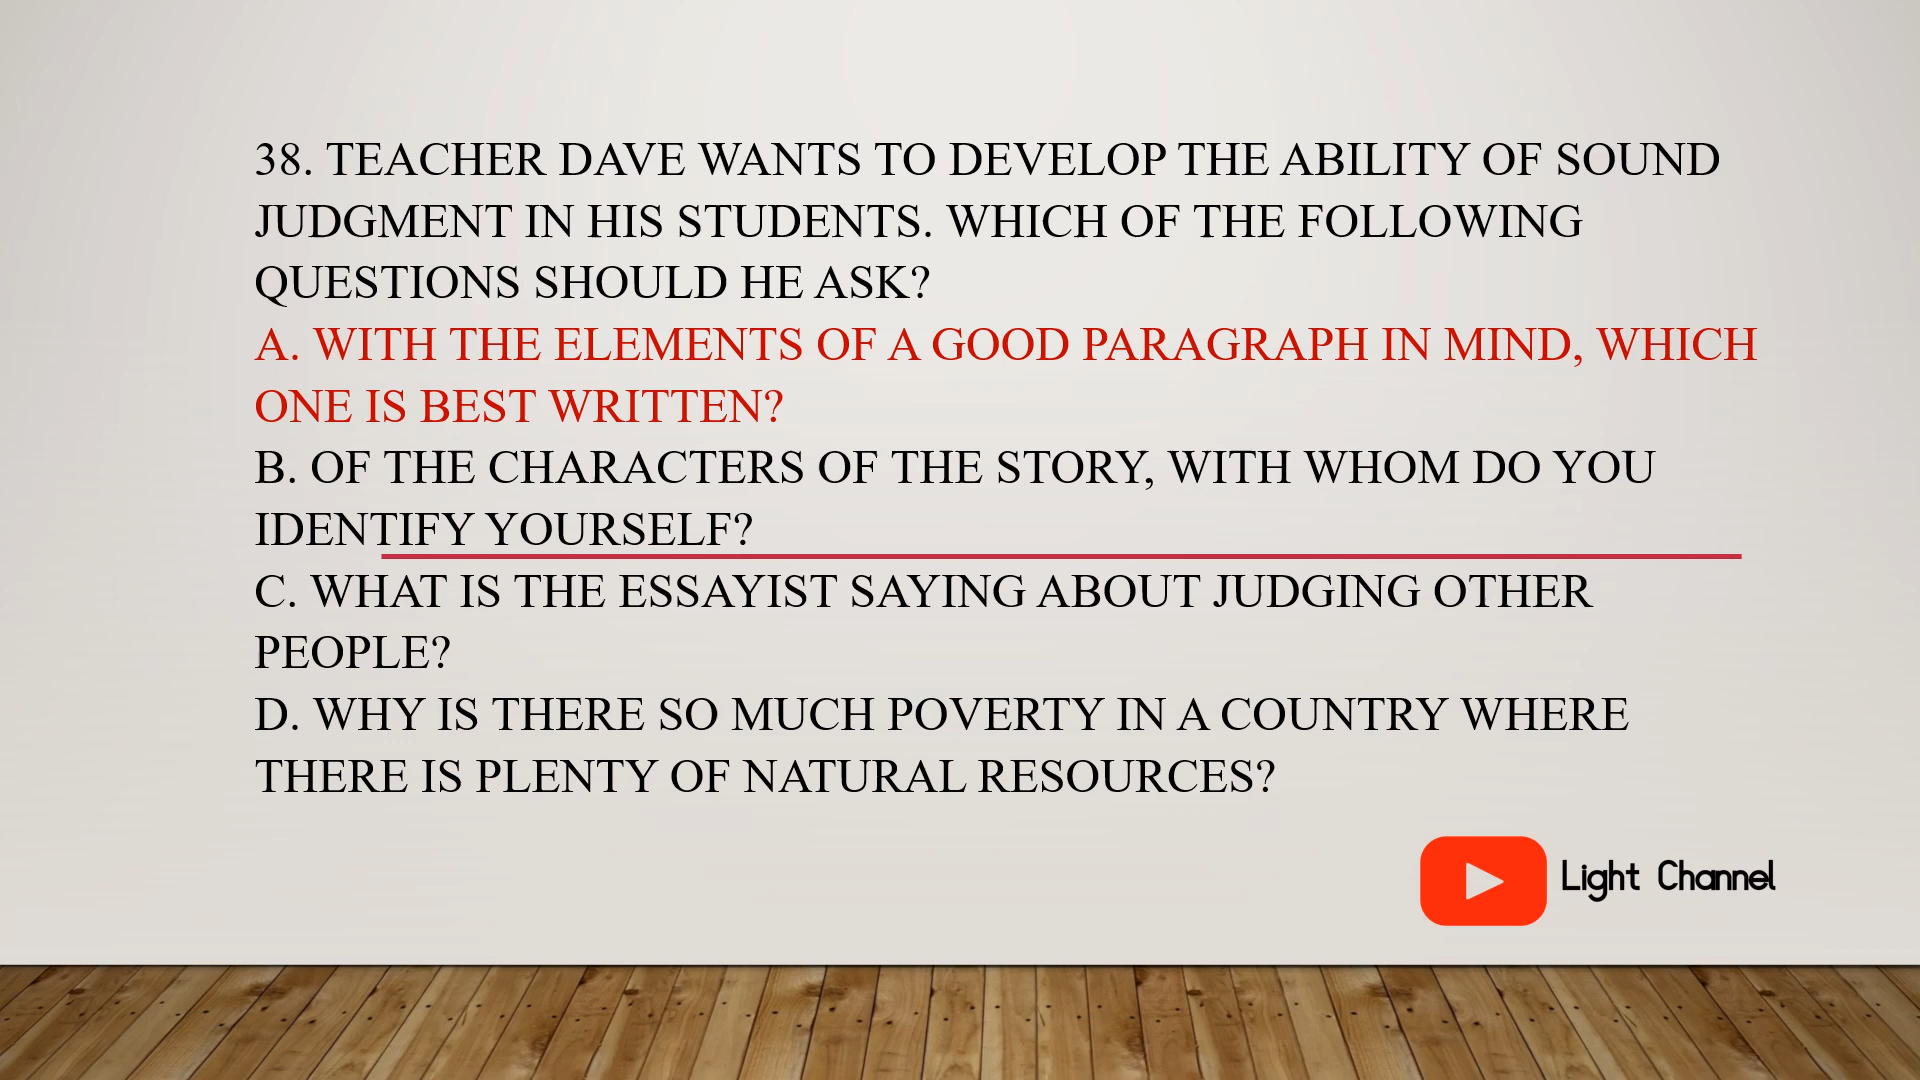 38. TEACHER DAVE WANTS TO DEVELOP THE ABILITY OF SOUND
JUDGMENT IN HIS STUDENTS. WHICH OF THE FOLLOWING
QUESTIONS SHOULD HE ASK?
A. WITH THE ELEMENTS OF A GOOD PARAGRAPH IN MIND, WHICH
ONE IS BEST WRITTEN?
B. OF THE CHARACTERS OF THE STORY, WITH WHOM DO YOU
IDENTIFY YOURSELF?
C. WHAT IS THE ESSAYIST SAYING ABOUT JUDGING OTHER
PEOPLE?
D. WHY IS THERE SO MUCH POVERTY IN A COUNTRY WHERE
THERE IS PLENTY OF NATURAL RESOURCES?
Light Channel